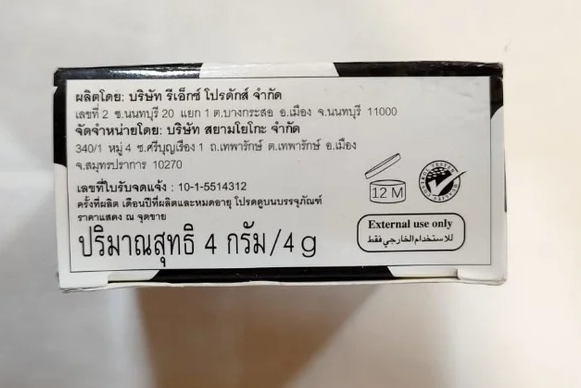 ผลิตโดย: บริษัท รีเอ็กซ์ โปรดักส์ จำกัด
เลขที่ 2 ซ.นนทบุรี 20 แยก 1 ต.บางกระสอ อ.เมือง จ.นนทบุรี 11000
จัดจำหน่ายโดย: บริษัท สยามโยโกะ จำกัด
340/1 หมู่ 4 ซ.ศรีบุญเรือง 1 ถ.เทพารักษ์ ต.เทพารักษ์ อ.เมือง
จ.สมุทรปราการ 10270
เลขที่ใบรับจดแจ้ง : 10-1-5514312
ครั้งที่ผลิต เดือนปีที่ผลิตและหมดอายุ โปรดดูบนบรรจุภัณฑ์
ราคาแสดง ณ จุดขาย
ปริมาณสุทธิ 4 กรัม/4 g
12 M
External use only
للاستخدام الخارجي فقط